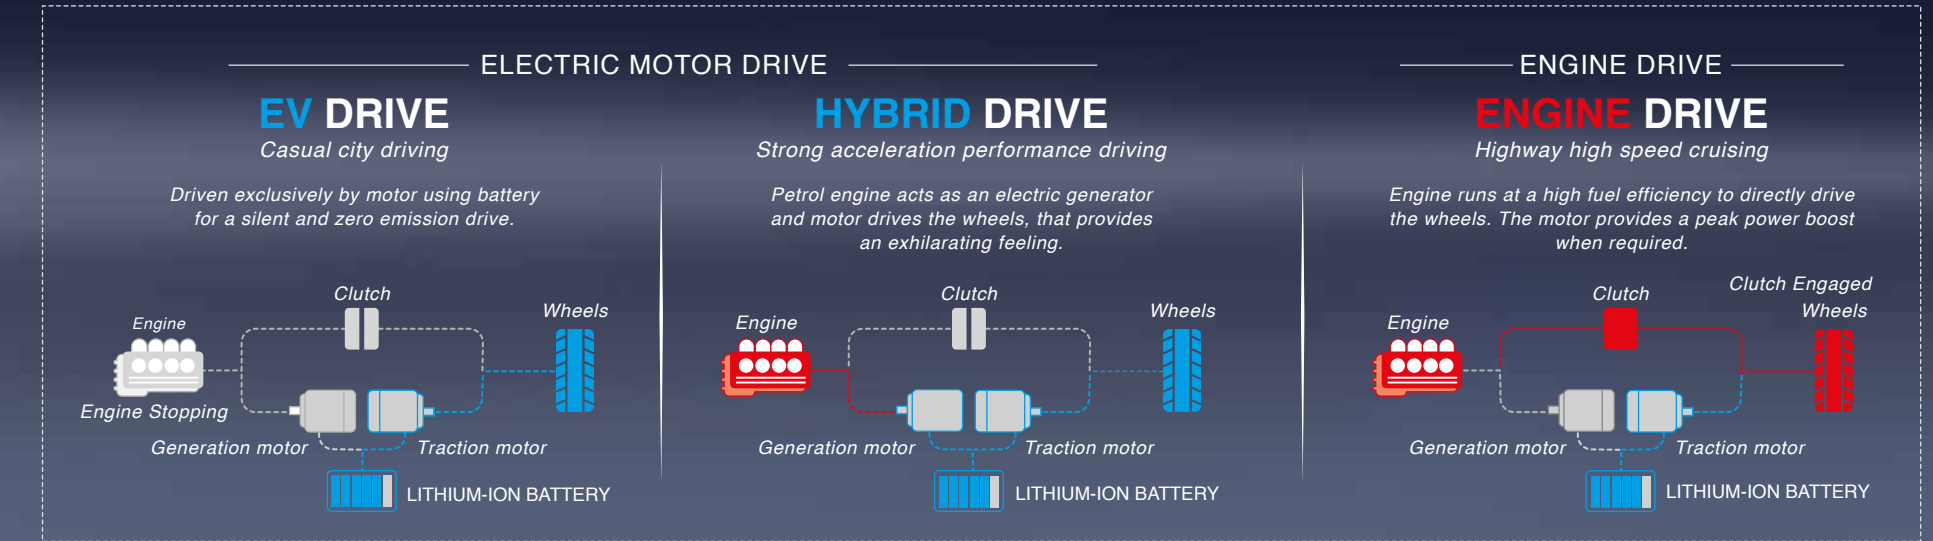 ELECTRIC MOTOR DRIVE
EV DRIVE
Casual city driving
Driven exclusively by motor using battery
for a silent and zero emission drive.
Engine
Clutch
Wheels
Engine Stopping
Generation motor
Traction motor
LITHIUM-ION BATTERY
HYBRID DRIVE
Strong acceleration performance driving
Petrol engine acts as an electric generator
and motor drives the wheels, that provides
an exhilarating feeling.
Engine
Clutch
Wheels
Generation motor
Traction motor
LITHIUM-ION BATTERY
ENGINE DRIVE
ENGINE DRIVE
Highway high speed cruising
Engine runs at a high fuel efficiency to directly drive
the wheels. The motor provides a peak power boost
when required.
Engine
Clutch
Clutch Engaged
Wheels
Generation motor
Traction motor
LITHIUM-ION BATTERY